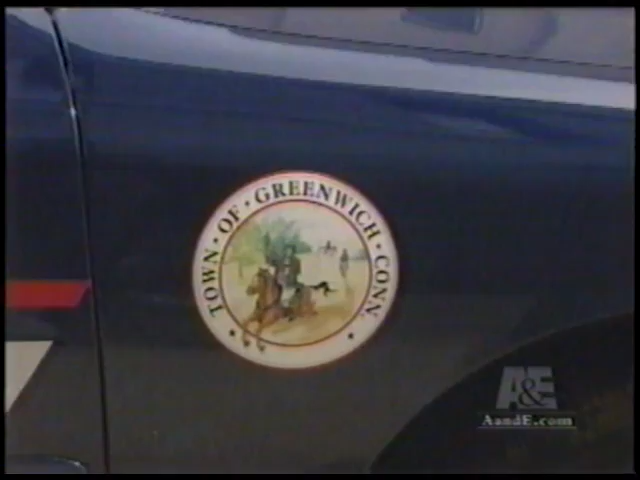 TOWN • OF • GREENWICH • CONN.
A&E
AandE.com